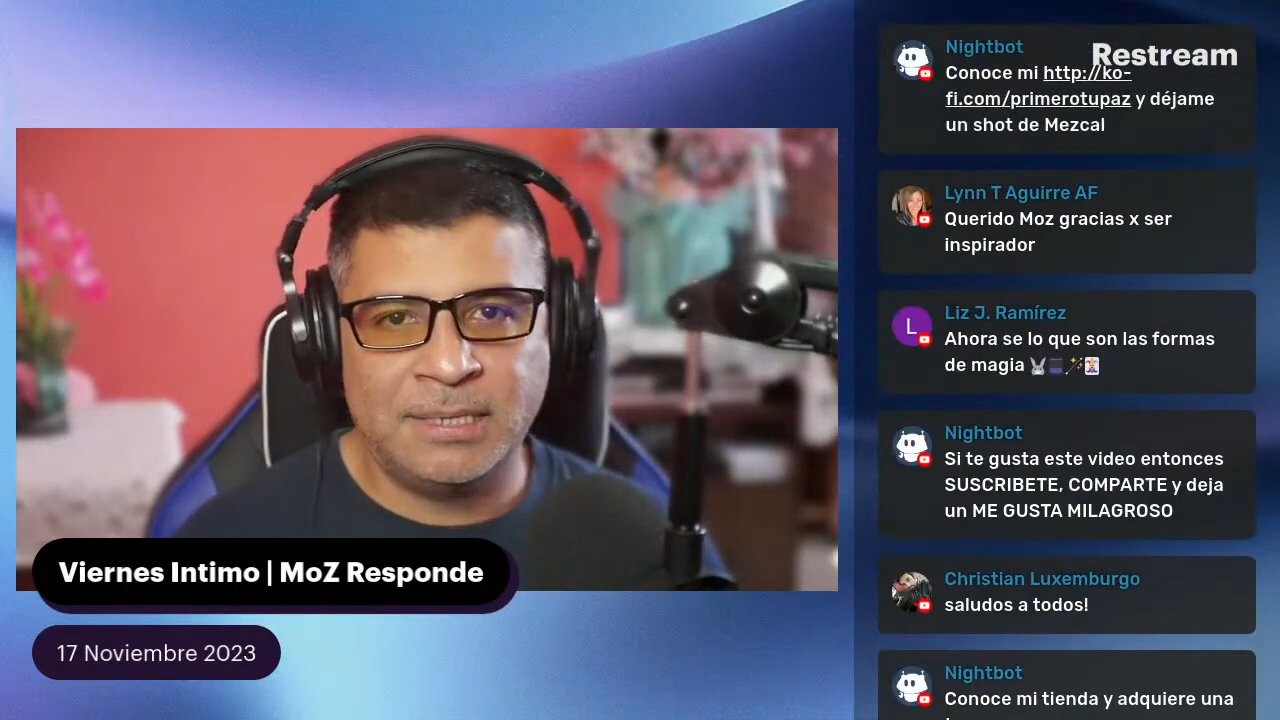 Nightbot
Restream
Conoce mi http://ko-
fi.com/primerotupaz y déjame
un shot de Mezcal
Lynn T Aguirre AF
Querido Moz gracias x ser
inspirador
L
Liz J. Ramírez
Ahora se lo que son las formas
de magia
Nightbot
Si te gusta este video entonces
SUSCRIBETE, COMPARTE y deja
un ME GUSTA MILAGROSO
Christian Luxemburgo
saludos a todos!
Nightbot
Conoce mi tienda y adquiere una
Viernes Intimo | MoZ Responde
17 Noviembre 2023